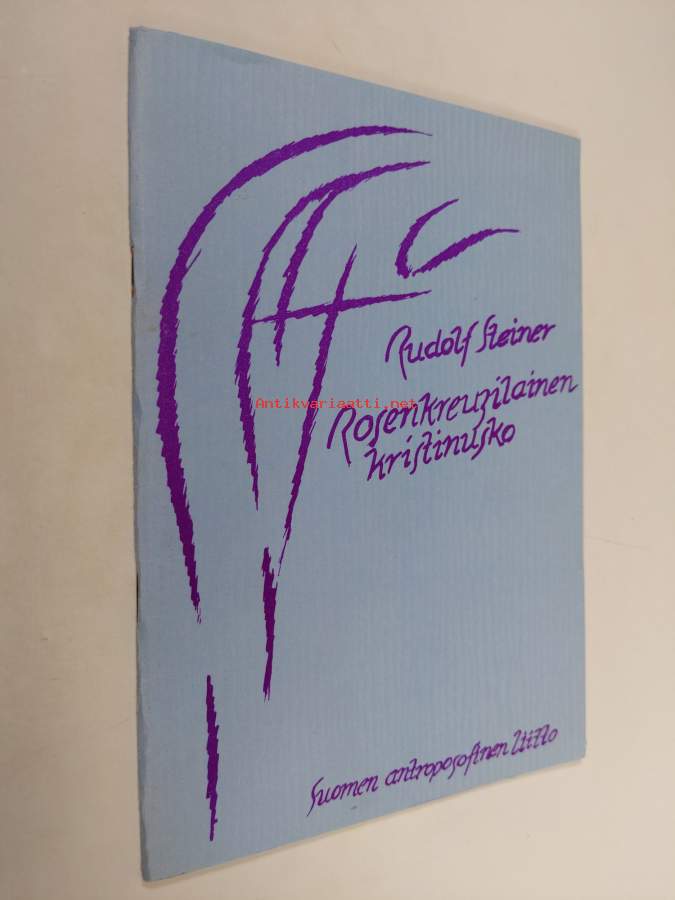 Rudolf Steiner
Antikvariaatti.net
Rosenkreuzilainen
kristinusko
Suomen antroposofinen liitto